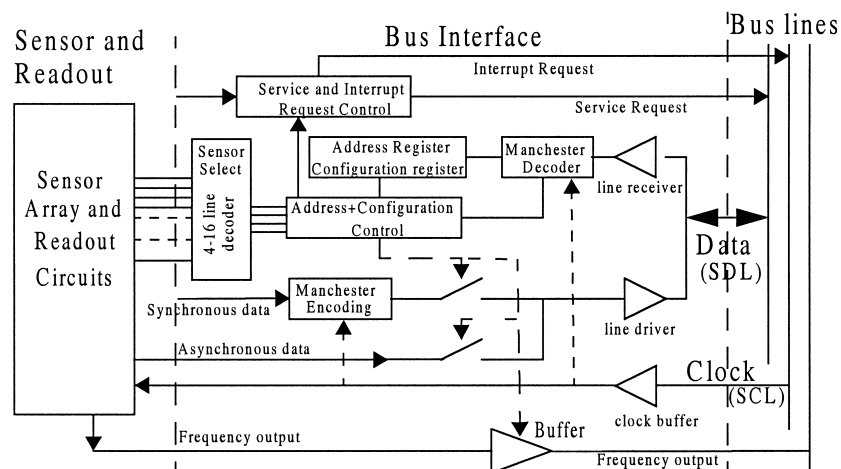 Sensor and
Readout
Bus Interface
Bus lines
Interrupt Request
Service and Interrupt
Request Control
Service Request
Sensor
Select
4-16 line
decoder
Address Register
Configuration register
Manchester
Decoder
line receiver
Sensor
Array and
Readout
Circuits
Address+Configuration
Control
Data
(SDL)
Manchester
Encoding
Synchronous data
line driver
Asynchronous data
Clock
(SCL)
clock buffer
Frequency output
Buffer
Frequency output